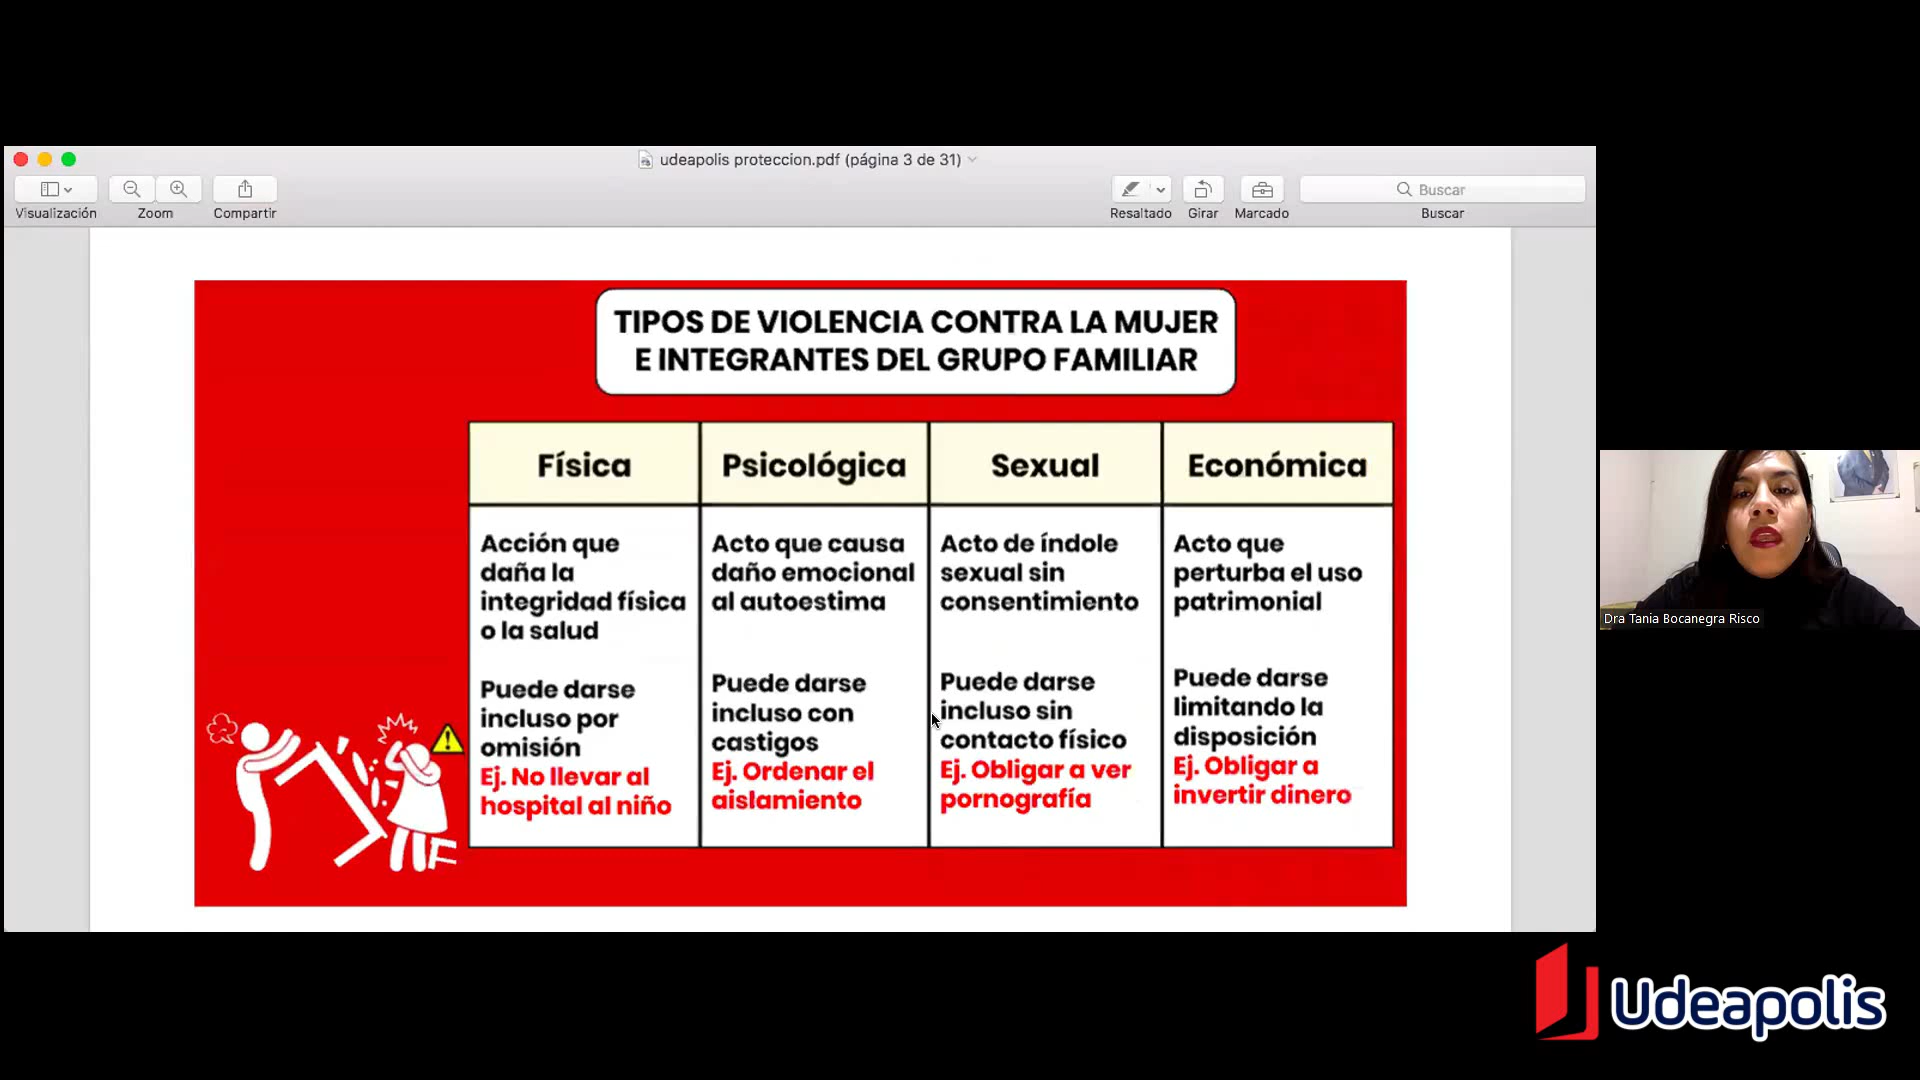 udeapolis proteccion.pdf (página 3 de 31)
Visualización
Zoom
Compartir
Resaltado
Girar
Marcado
Buscar
Buscar
TIPOS DE VIOLENCIA CONTRA LA MUJER
E INTEGRANTES DEL GRUPO FAMILIAR
Física
Acción que
daña la
integridad física
o la salud
Puede darse
incluso por
omisión
Ej. No llevar al
hospital al niño
Psicológica
Acto que causa
daño emocional
al autoestima
Puede darse
incluso con
castigos
Ej. Ordenar el
aislamiento
Sexual
Acto de índole
sexual sin
consentimiento
Puede darse
incluso sin
contacto físico
Ej. Obligar a ver
pornografía
Económica
Acto que
perturba el uso
patrimonial
Puede darse
limitando la
disposición
Ej. Obligar a
invertir dinero
Dra Tania Bocanegra Risco
Udeapolis